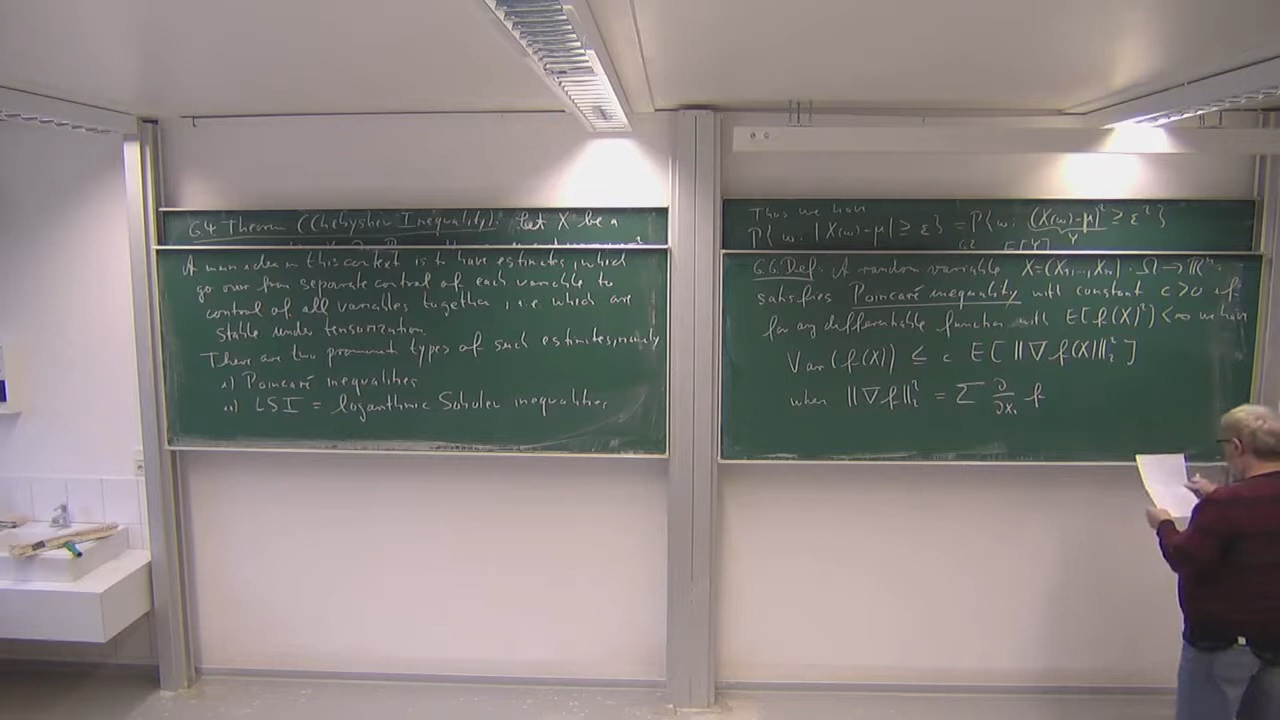 6.4 Theorem (Chebyshev Inequality): Let X be a
A main idea in this context is to have estimates, which
go over from separate control of each variable to
control of all variables together, i.e. which are
stable under tensorization.
There are two prominent types of such estimates, namely
i) Poincaré inequalities
ii) LSI = logarithmic Sobolev inequalities
Thus we have
P{ω: |X(ω)-μ| ≥ ε} = P{ω: (X(ω)-μ)² ≥ ε²}
6.2 E[Y] Y
6.6. Def: A random variable X=(X₁,...,Xₙ): Ω → ℝⁿ
satisfies Poincaré inequality with constant c>0 if
for any differentiable function with E[f(X)²]<∞ we have
Var(f(X)) ≤ c E[‖∇f(X)‖₂²]
where ‖∇f‖₂² = Σ ∂/∂xᵢ f